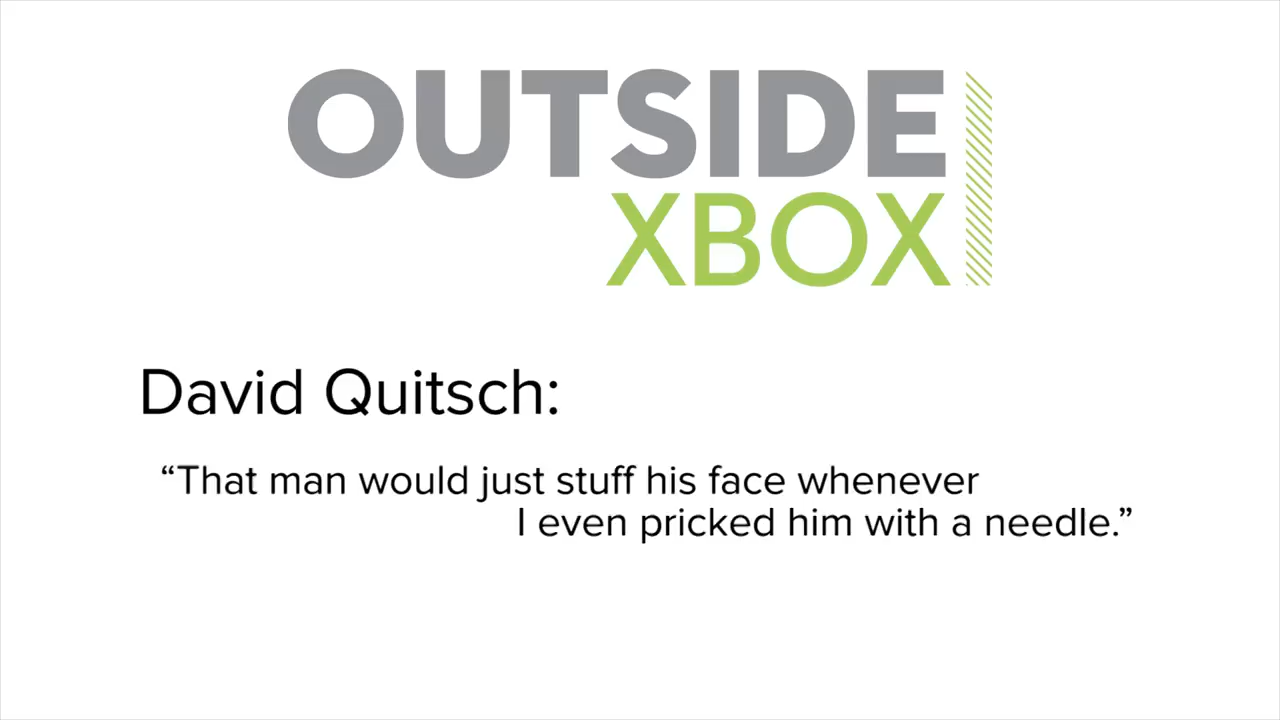 OUTSIDE
XBOX
David Quitsch:
“That man would just stuff his face whenever
I even pricked him with a needle.”